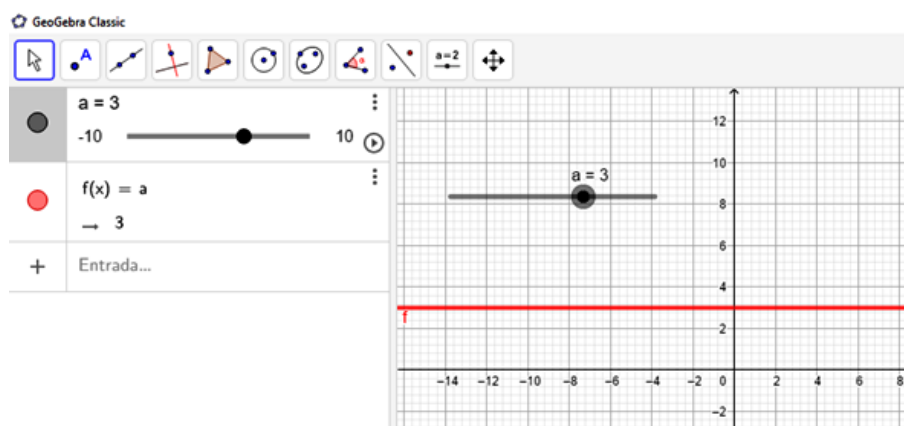 GeoGebra Classic
A
a=2
a = 3
-10 10
f(x) = a
→ 3
+ Entrada...
a = 3
f
12
10
8
6
4
2
-14 -12 -10 -8 -6 -4 -2 0 2 4 6 8
-2